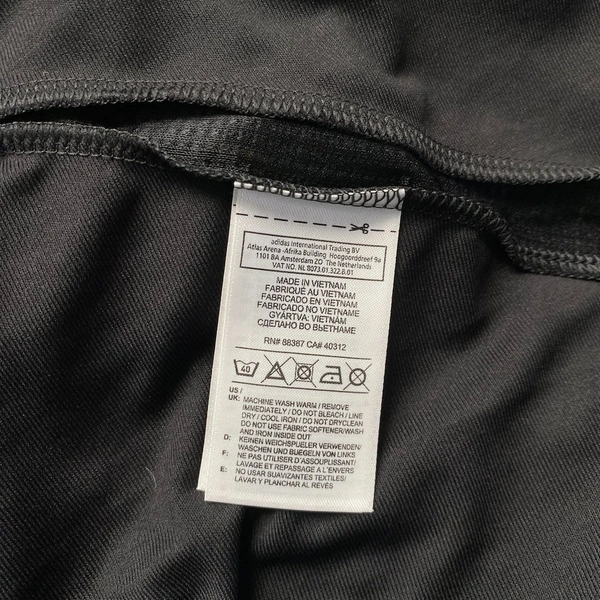 adidas International Trading BV
Atlas Arena -Afrika Building Hoogoorddreef 9a
1101 BA Amsterdam ZO The Netherlands
VAT NO. NL 8073.01.322.B.01
MADE IN VIETNAM
FABRIQUÉ AU VIETNAM
FABRICADO EN VIETNAM
FABRICADO NO VIETNAME
GYÁRTVA: VIETNÁM
СДЕЛАНО ВО ВЬЕТНАМЕ
RN# 88387 CA# 40312
40
US /
UK: MACHINE WASH WARM / REMOVE
IMMEDIATELY / DO NOT BLEACH / LINE
DRY / COOL IRON / DO NOT DRYCLEAN
DO NOT USE FABRIC SOFTENER/WASH
AND IRON INSIDE OUT
D: KEINEN WEICHSPUELER VERWENDEN/
WASCHEN UND BUEGELN VON LINKS
F: NE PAS UTILISER D'ASSOUPLISSANT/
LAVAGE ET REPASSAGE A L'ENVERS
E: NO USAR SUAVIZANTES TEXTILES/
LAVAR Y PLANCHAR AL REVÉS